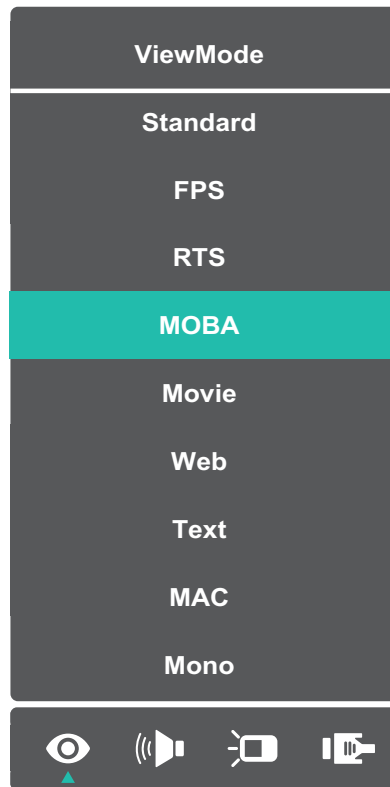 ViewMode
Standard
FPS
RTS
MOBA
Movie
Web
Text
MAC
Mono